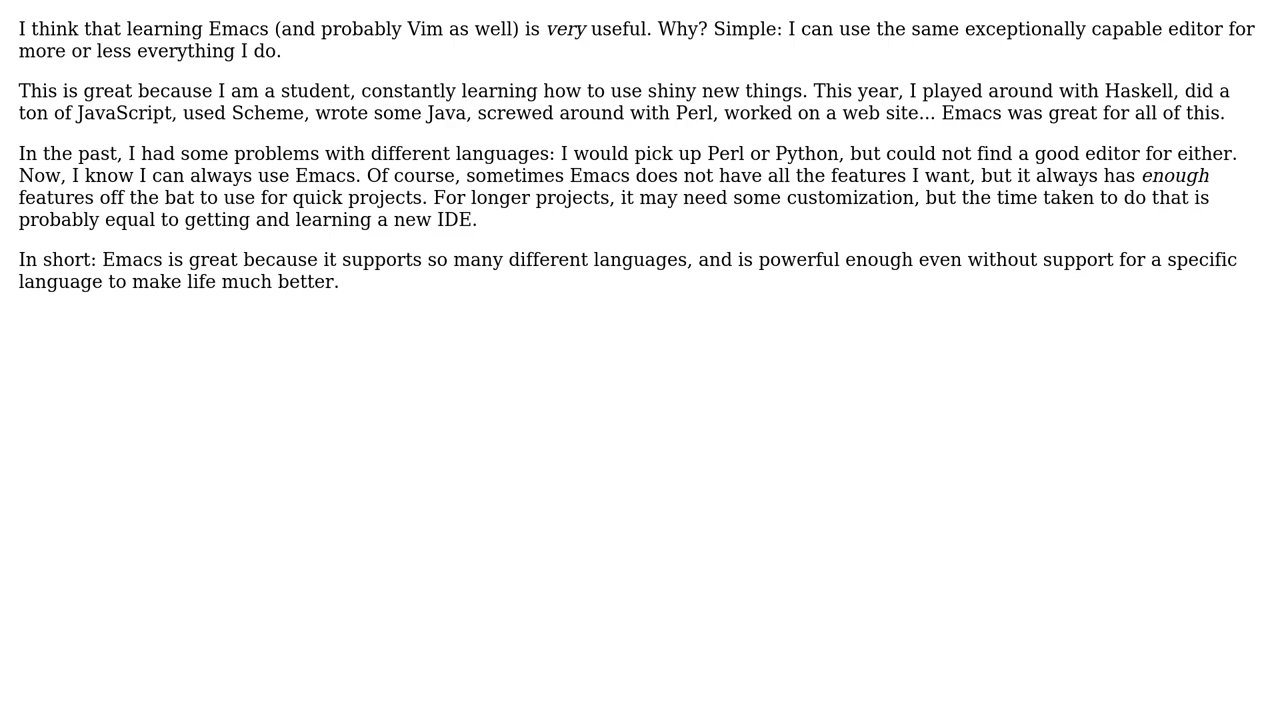 I think that learning Emacs (and probably Vim as well) is very useful. Why? Simple: I can use the same exceptionally capable editor for
more or less everything I do.
This is great because I am a student, constantly learning how to use shiny new things. This year, I played around with Haskell, did a
ton of JavaScript, used Scheme, wrote some Java, screwed around with Perl, worked on a web site... Emacs was great for all of this.
In the past, I had some problems with different languages: I would pick up Perl or Python, but could not find a good editor for either.
Now, I know I can always use Emacs. Of course, sometimes Emacs does not have all the features I want, but it always has enough
features off the bat to use for quick projects. For longer projects, it may need some customization, but the time taken to do that is
probably equal to getting and learning a new IDE.
In short: Emacs is great because it supports so many different languages, and is powerful enough even without support for a specific
language to make life much better.